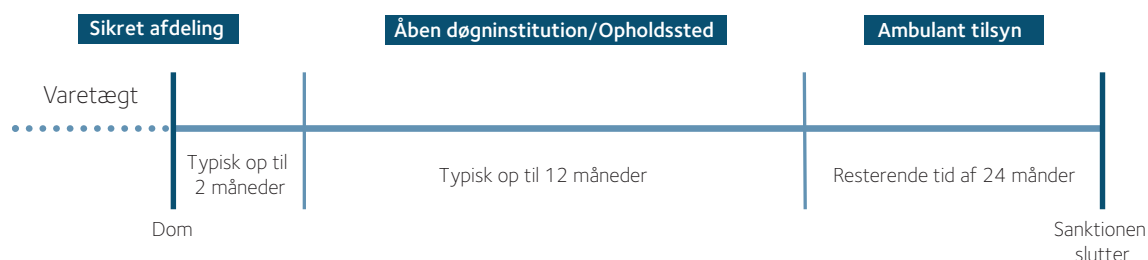 Sikret afdeling
Åben døgninstitution/Opholdssted
Ambulant tilsyn
Varetægt
Typisk op til
2 måneder
Typisk op til 12 måneder
Resterende tid af 24 månder
Dom
Sanktionen
slutter